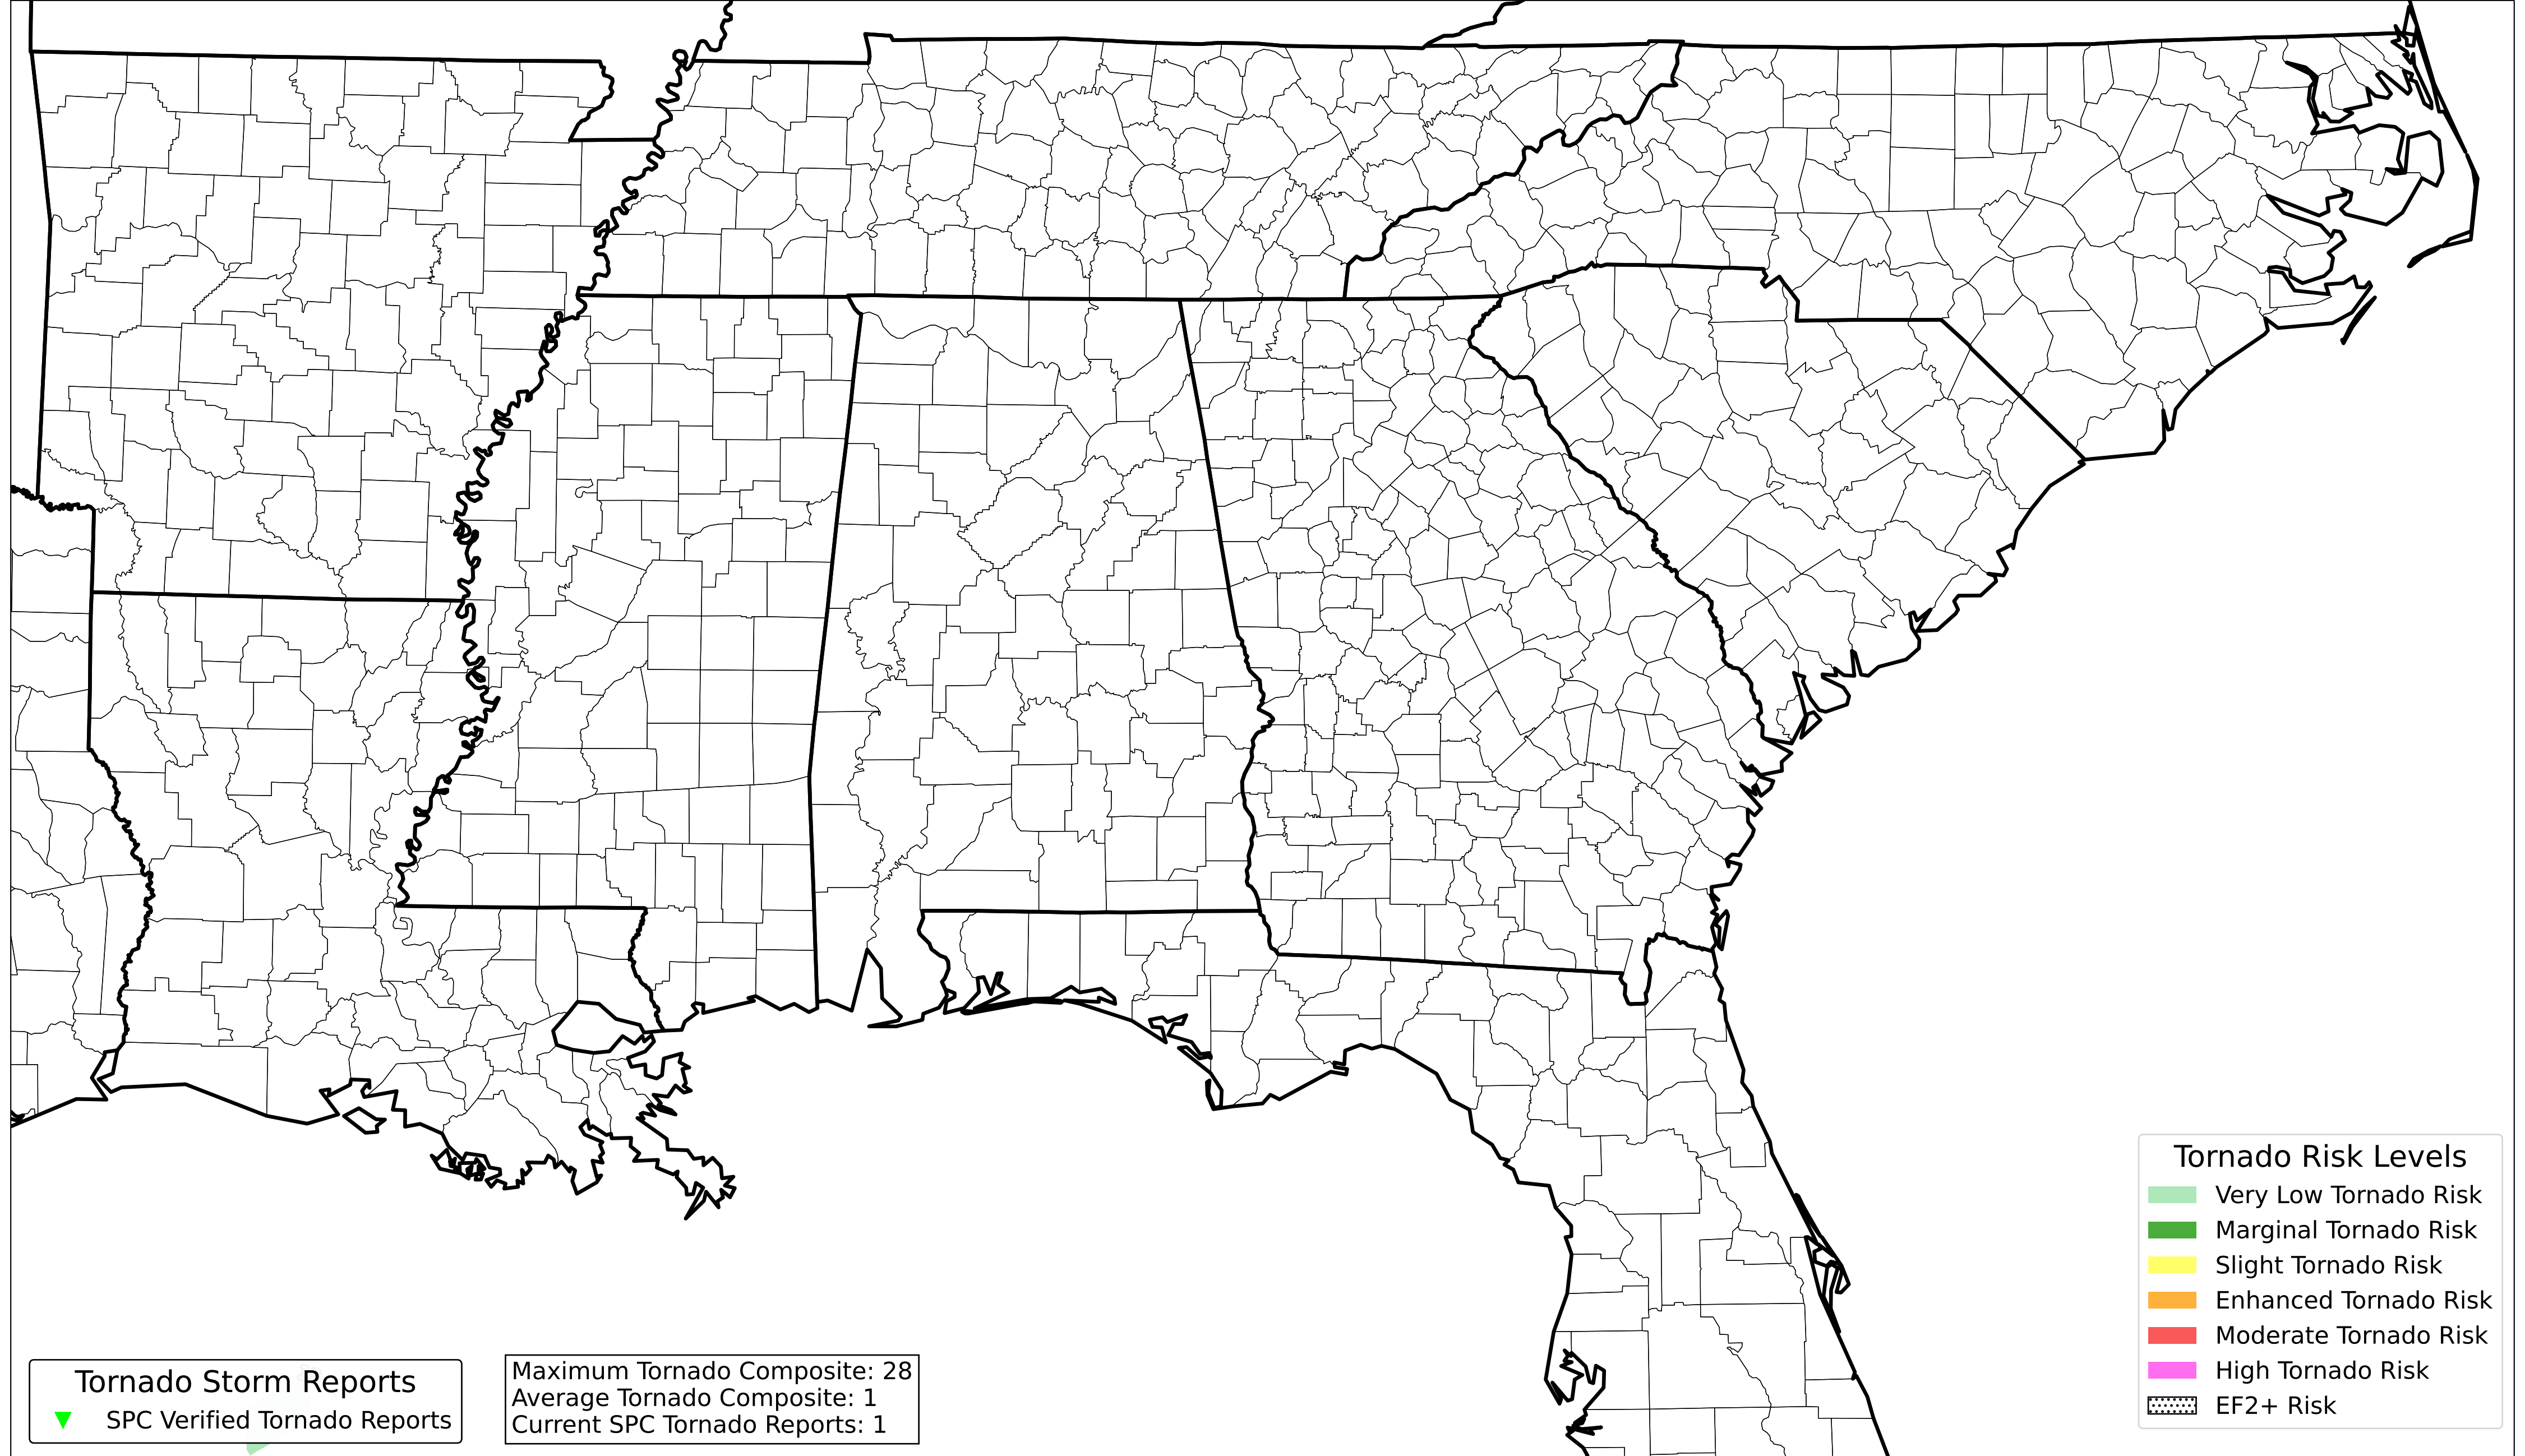 Tornado Storm Reports
SPC Verified Tornado Reports
Maximum Tornado Composite: 28
Average Tornado Composite: 1
Current SPC Tornado Reports: 1
Tornado Risk Levels
Very Low Tornado Risk
Marginal Tornado Risk
Slight Tornado Risk
Enhanced Tornado Risk
Moderate Tornado Risk
High Tornado Risk
EF2+ Risk